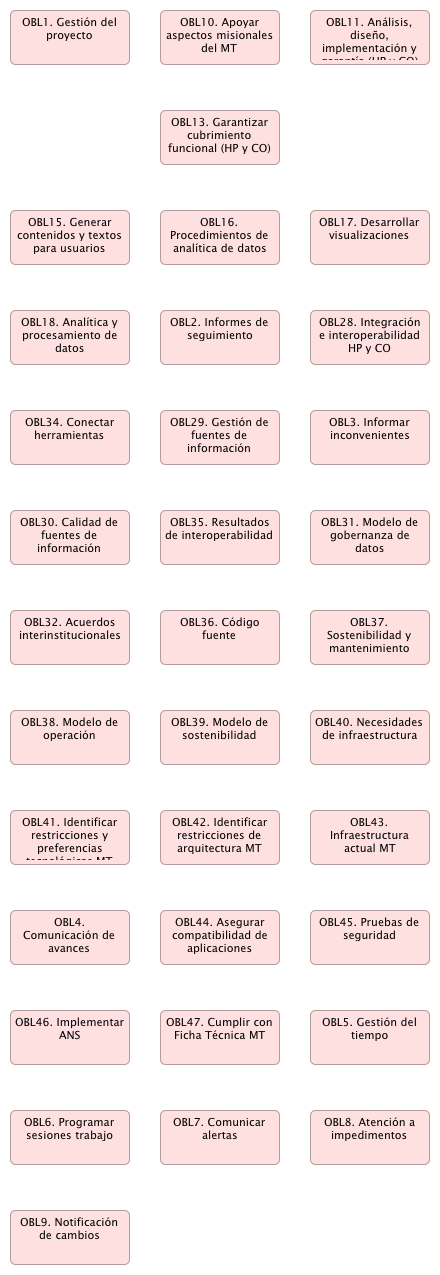 OBL1. Gestión del
proyecto
OBL10. Apoyar
aspectos misionales
del MT
OBL11. Análisis,
diseño,
implementación y
garantía (HP y CO)
OBL13. Garantizar
cubrimiento
funcional (HP y CO)
OBL15. Generar
contenidos y textos
para usuarios
OBL16.
Procedimientos de
analítica de datos
OBL17. Desarrollar
visualizaciones
OBL18. Analítica y
procesamiento de
datos
OBL2. Informes de
seguimiento
OBL28. Integración
e interoperabilidad
HP y CO
OBL34. Conectar
herramientas
OBL29. Gestión de
fuentes de
información
OBL3. Informar
inconvenientes
OBL30. Calidad de
fuentes de
información
OBL35. Resultados
de interoperabilidad
OBL31. Modelo de
gobernanza de
datos
OBL32. Acuerdos
interinstitucionales
OBL36. Código
fuente
OBL37.
Sostenibilidad y
mantenimiento
OBL38. Modelo de
operación
OBL39. Modelo de
sostenibilidad
OBL40. Necesidades
de infraestructura
OBL41. Identificar
restricciones y
preferencias
tecnológicas MT
OBL42. Identificar
restricciones de
arquitectura MT
OBL43.
Infraestructura
actual MT
OBL4.
Comunicación de
avances
OBL44. Asegurar
compatibilidad de
aplicaciones
OBL45. Pruebas de
seguridad
OBL46. Implementar
ANS
OBL47. Cumplir con
Ficha Técnica MT
OBL5. Gestión del
tiempo
OBL6. Programar
sesiones trabajo
OBL7. Comunicar
alertas
OBL8. Atención a
impedimentos
OBL9. Notificación
de cambios